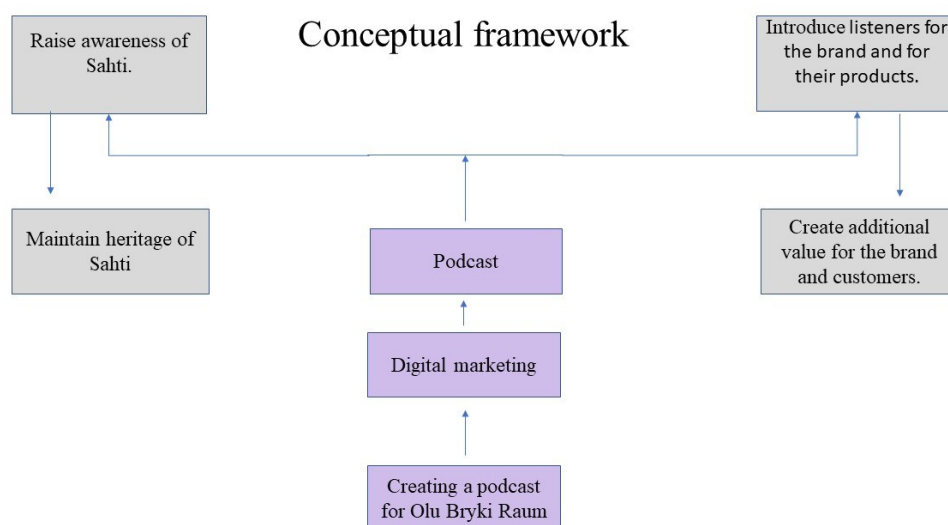 Conceptual framework
Raise awareness of
Sahti.
Introduce listeners for
the brand and for
their products.
Maintain heritage of
Sahti
Podcast
Create additional
value for the brand
and customers.
Digital marketing
Creating a podcast
for Olu Bryki Raum